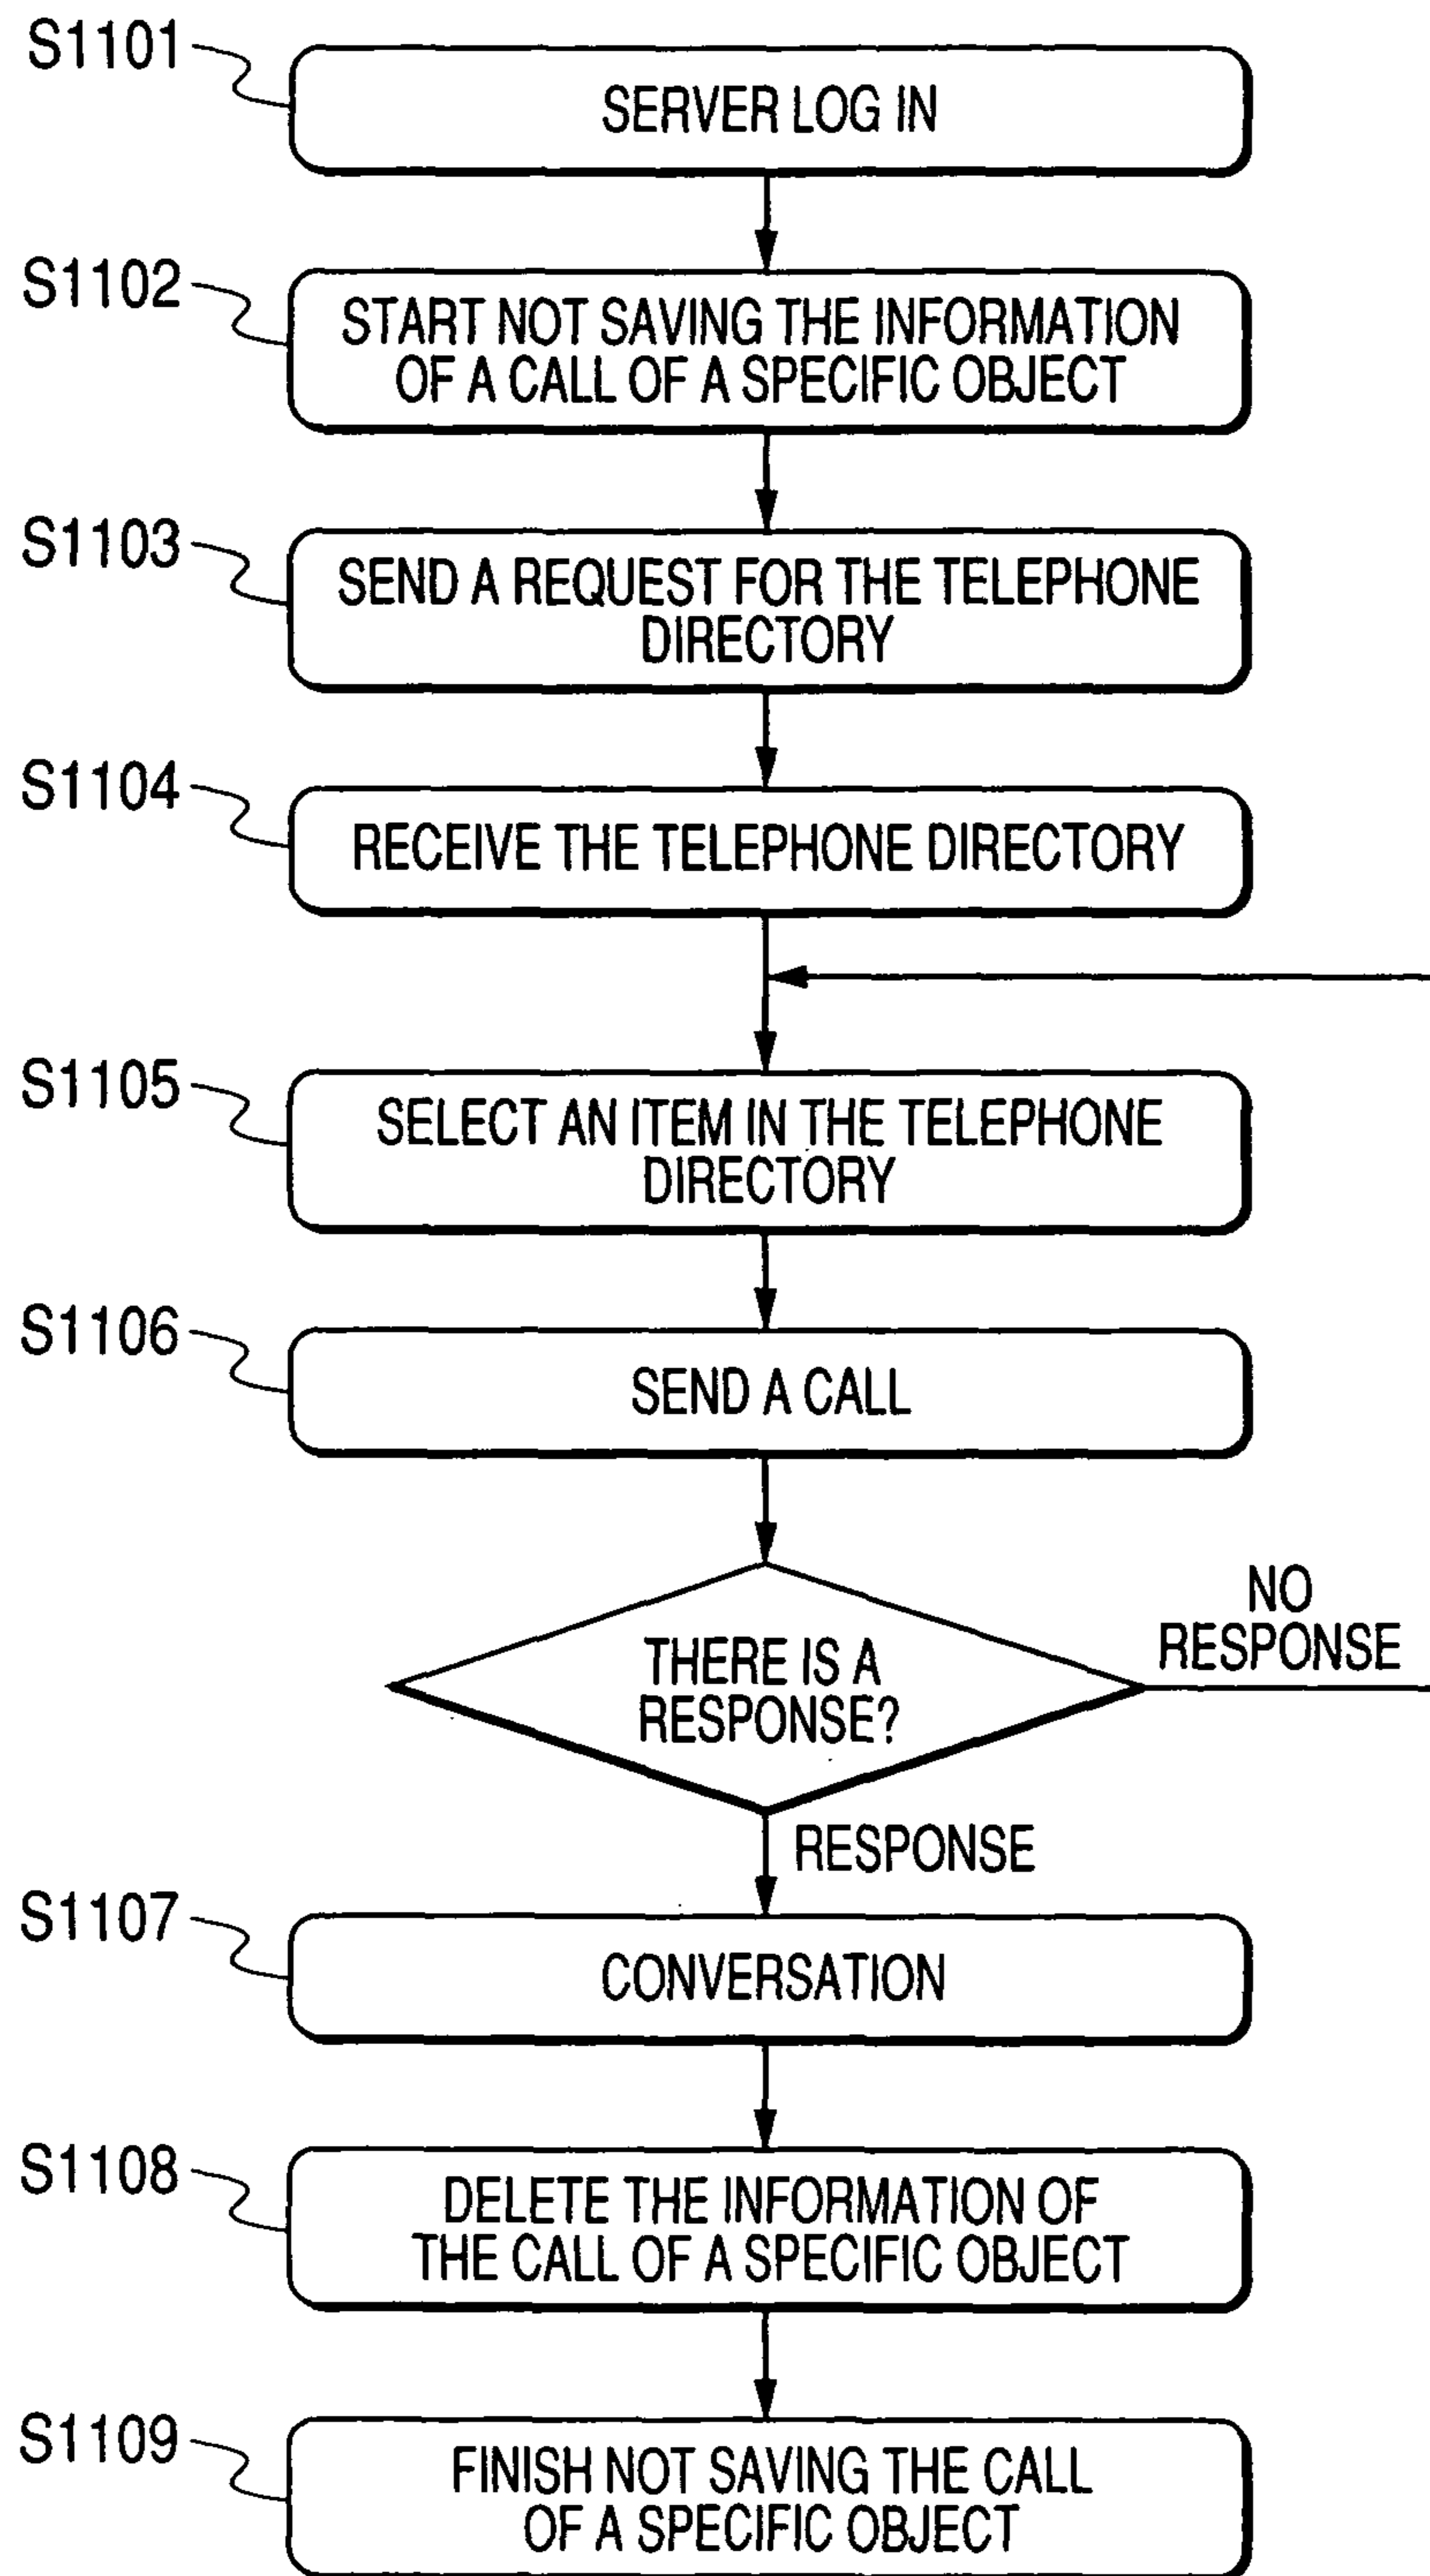 S1101
SERVER LOG IN
S1102
START NOT SAVING THE INFORMATION
OF A CALL OF A SPECIFIC OBJECT
S1103
SEND A REQUEST FOR THE TELEPHONE
DIRECTORY
S1104
RECEIVE THE TELEPHONE DIRECTORY
S1105
SELECT AN ITEM IN THE TELEPHONE
DIRECTORY
S1106
SEND A CALL
THERE IS A
RESPONSE?
NO
RESPONSE
RESPONSE
S1107
CONVERSATION
S1108
DELETE THE INFORMATION OF
THE CALL OF A SPECIFIC OBJECT
S1109
FINISH NOT SAVING THE CALL
OF A SPECIFIC OBJECT